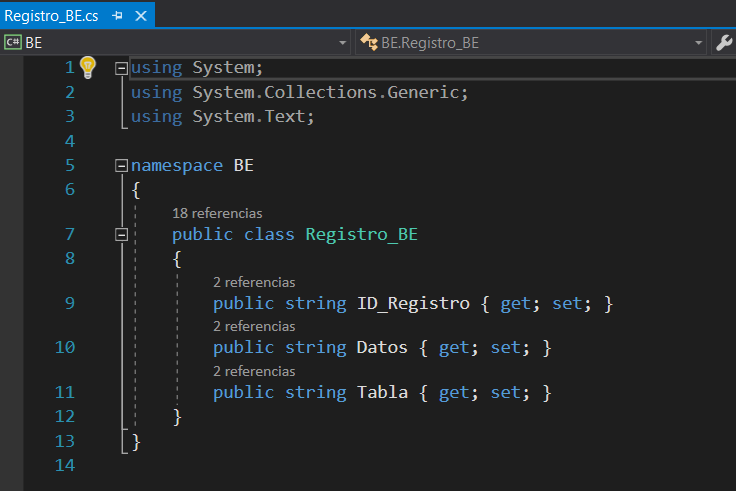 Registro_BE.cs
C# BE BE.Registro_BE
1 using System;
2 using System.Collections.Generic;
3 using System.Text;
4
5 namespace BE
6 {
18 referencias
7 public class Registro_BE
8 {
2 referencias
9 public string ID_Registro { get; set; }
2 referencias
10 public string Datos { get; set; }
2 referencias
11 public string Tabla { get; set; }
12 }
13 }
14